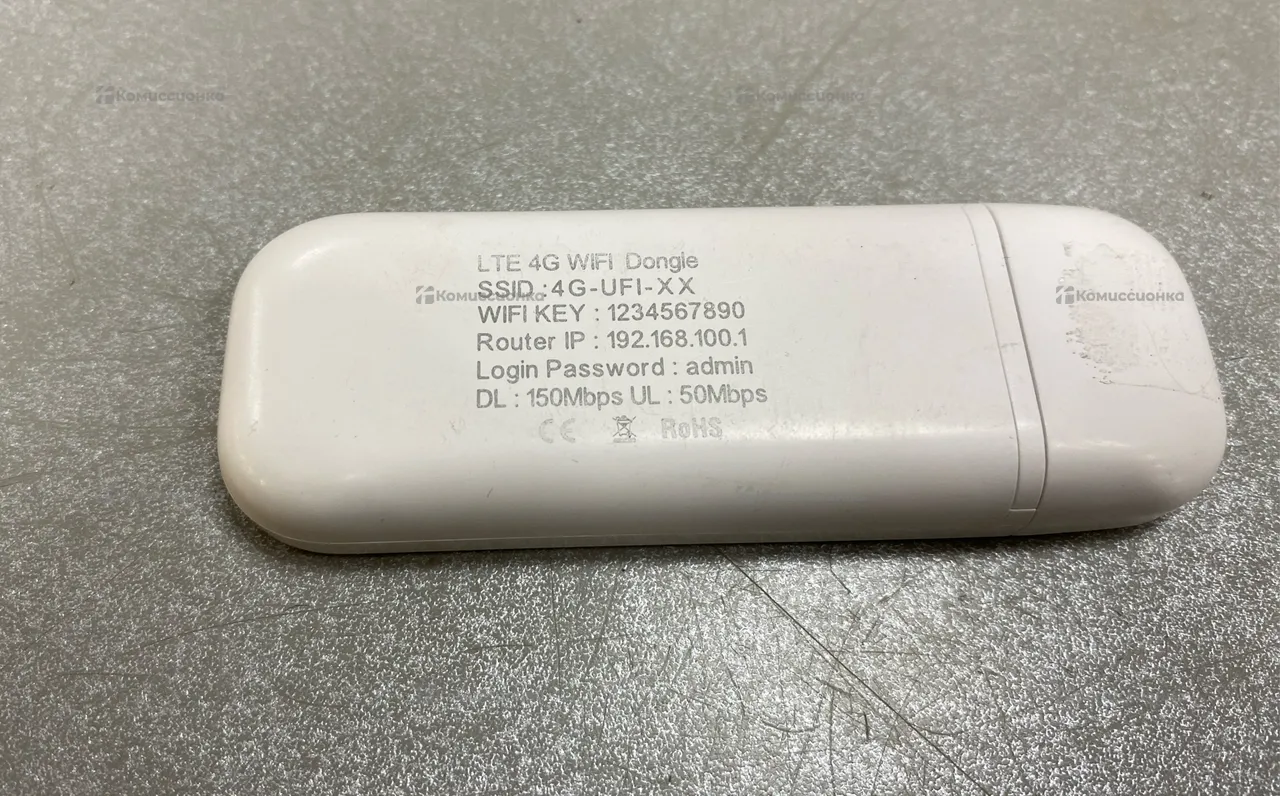 Комиссионка
Комиссионка
LTE 4G WIFI Dongle
SSID : 4G-UFI-XX
Комиссионка
Комиссионка
WIFI KEY : 1234567890
Router IP : 192.168.100.1
Login Password : admin
DL : 150Mbps UL : 50Mbps
CE RoHS